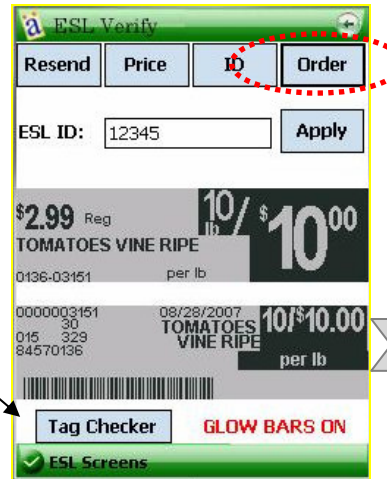 a ESL Verify
Resend Price ID Order
ESL ID: 12345 Apply
$2.99 Reg 10/lb $10.00
TOMATOES VINE RIPE
0136-03151 per lb
0000003151 08/28/2007 10/$10.00
30 TOMATOES
015 329 VINE RIPE
84570136 per lb
Tag Checker GLOW BARS ON
ESL Screens